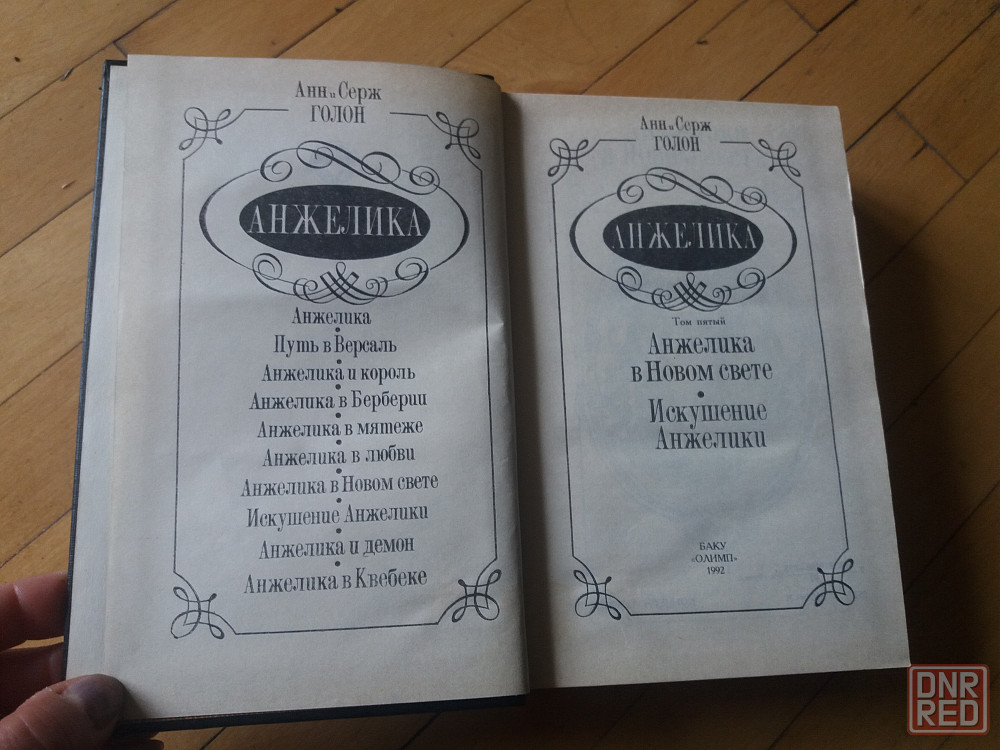 Анн и Серж
ГОЛОН
АНЖЕЛИКА
Анжелика
•
Путь в Версаль
•
Анжелика и король
•
Анжелика в Берберии
•
Анжелика в мятеже
•
Анжелика в любви
•
Анжелика в Новом свете
•
Искушение Анжелики
•
Анжелика и демон
•
Анжелика в Квебеке
Анн и Серж
ГОЛОН
АНЖЕЛИКА
Том пятый
Анжелика
в Новом свете
•
Искушение
Анжелики
БАКУ
«ОЛИМП»
1992
DNR
RED